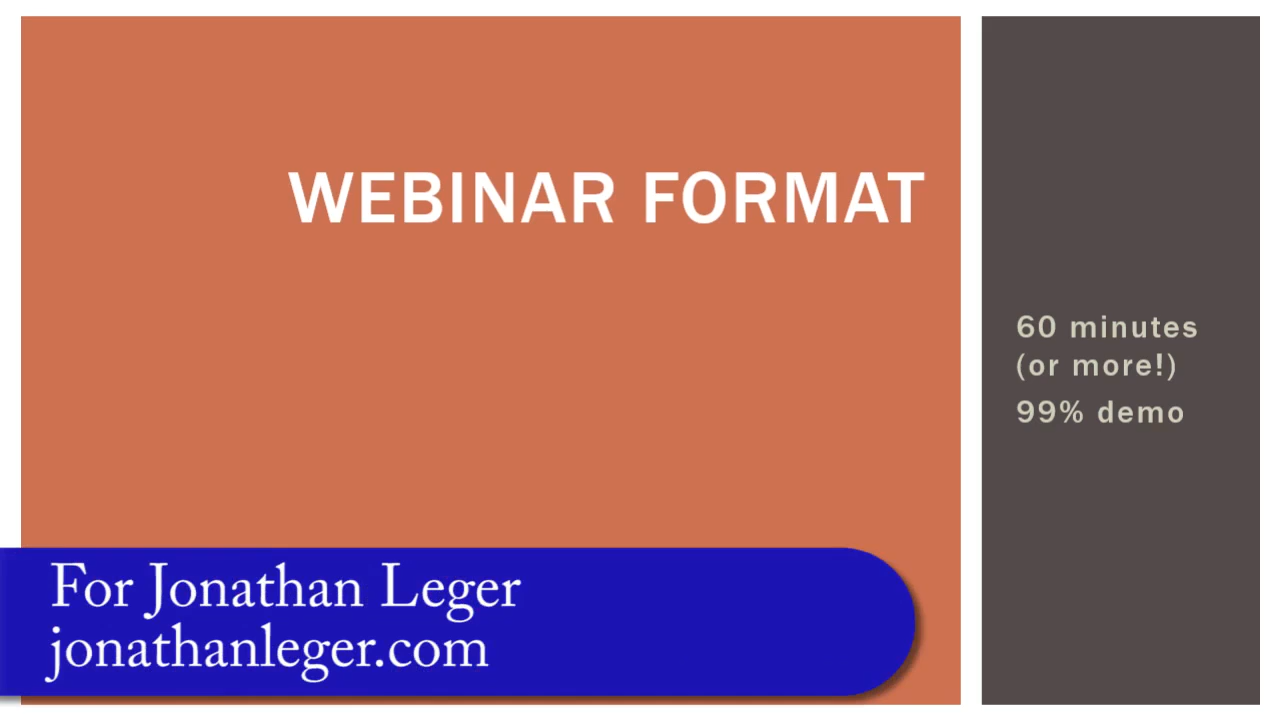 WEBINAR FORMAT
60 minutes
(or more!)
99% demo
For Jonathan Leger
jonathanleger.com